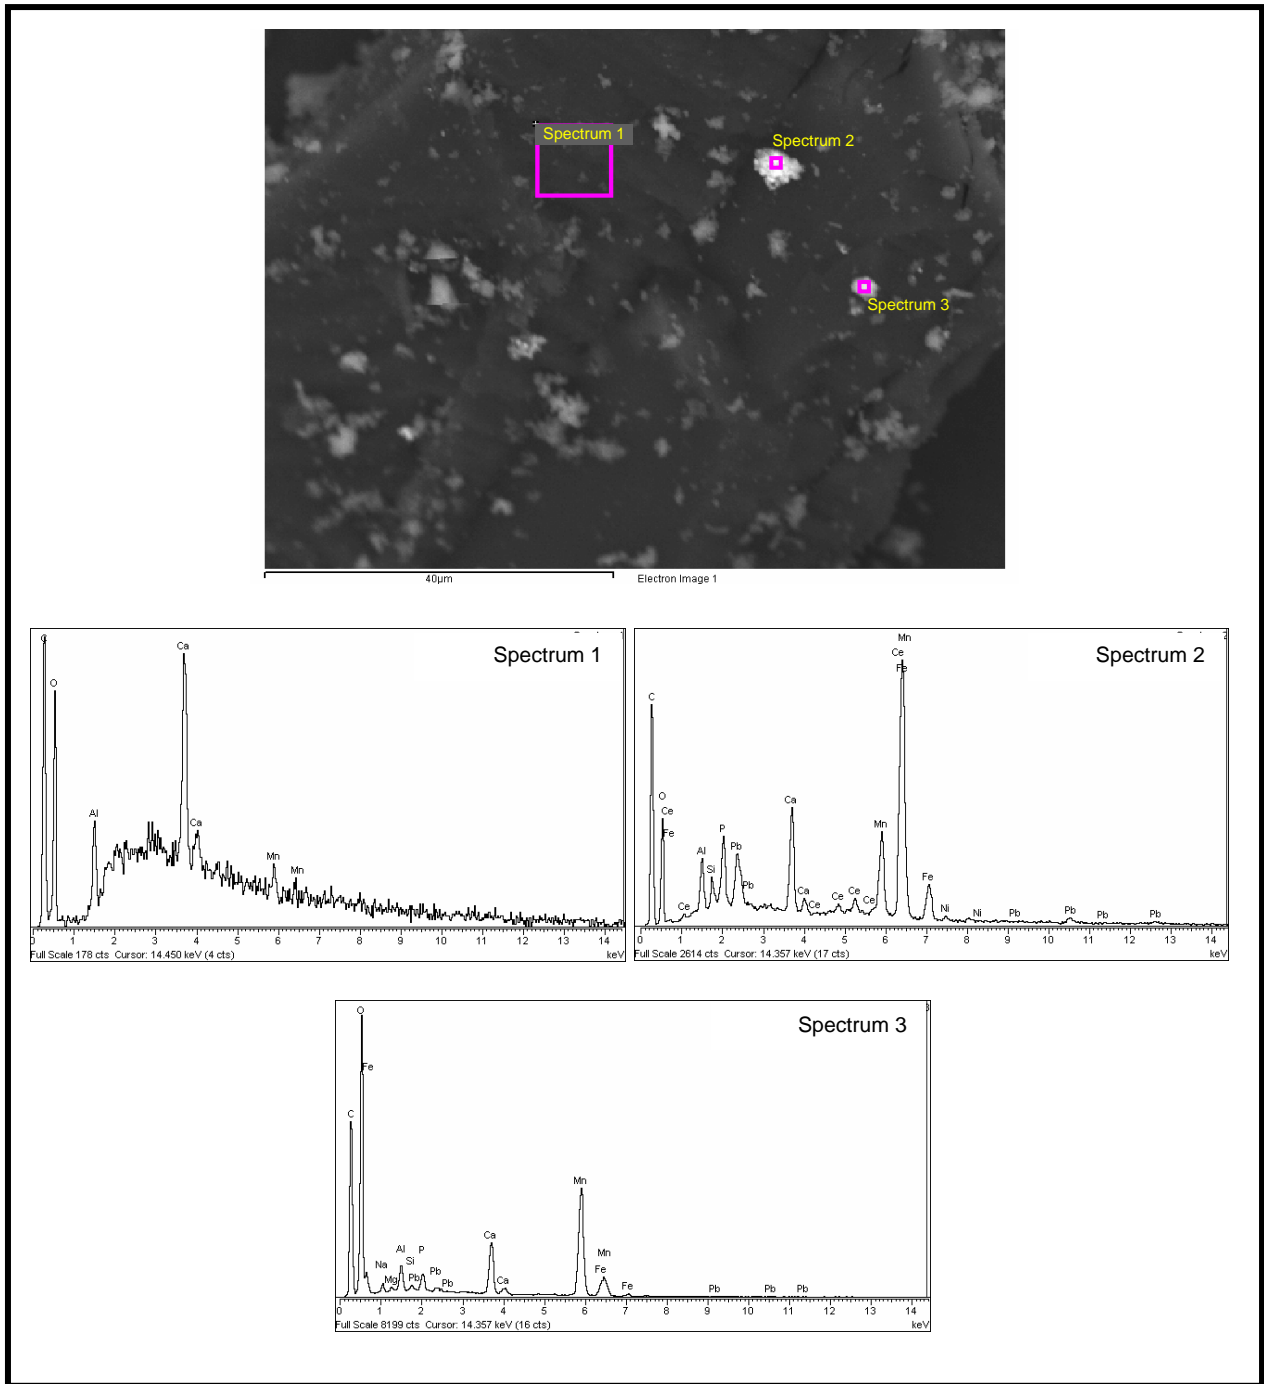 Spectrum 1
Spectrum 2
Spectrum 3
40µm Electron Image 1
Spectrum 1
C
Ca
O
Al
Ca
Mn
Mn
0 1 2 3 4 5 6 7 8 9 10 11 12 13 14
Full Scale 178 cts Cursor: 14.450 keV (4 cts) keV
Spectrum 2
Mn
Ce
Fe
C
O
Ce
Fe
Ca
P
Mn
Al
Pb
Si
Pb
Fe
Ce
Ca
Ce
Ce
Ce
Ce
Ni
Ni
Pb
Pb
Pb
Pb
0 1 2 3 4 5 6 7 8 9 10 11 12 13 14
Full Scale 2614 cts Cursor: 14.357 keV (17 cts) keV
Spectrum 3
O
Fe
C
Mn
Ca
Al
P
Mn
Na
Si
Pb
Fe
Mg
Pb
Pb
Ca
Fe
Pb
Pb
Pb
0 1 2 3 4 5 6 7 8 9 10 11 12 13 14
Full Scale 8199 cts Cursor: 14.357 keV (16 cts) keV